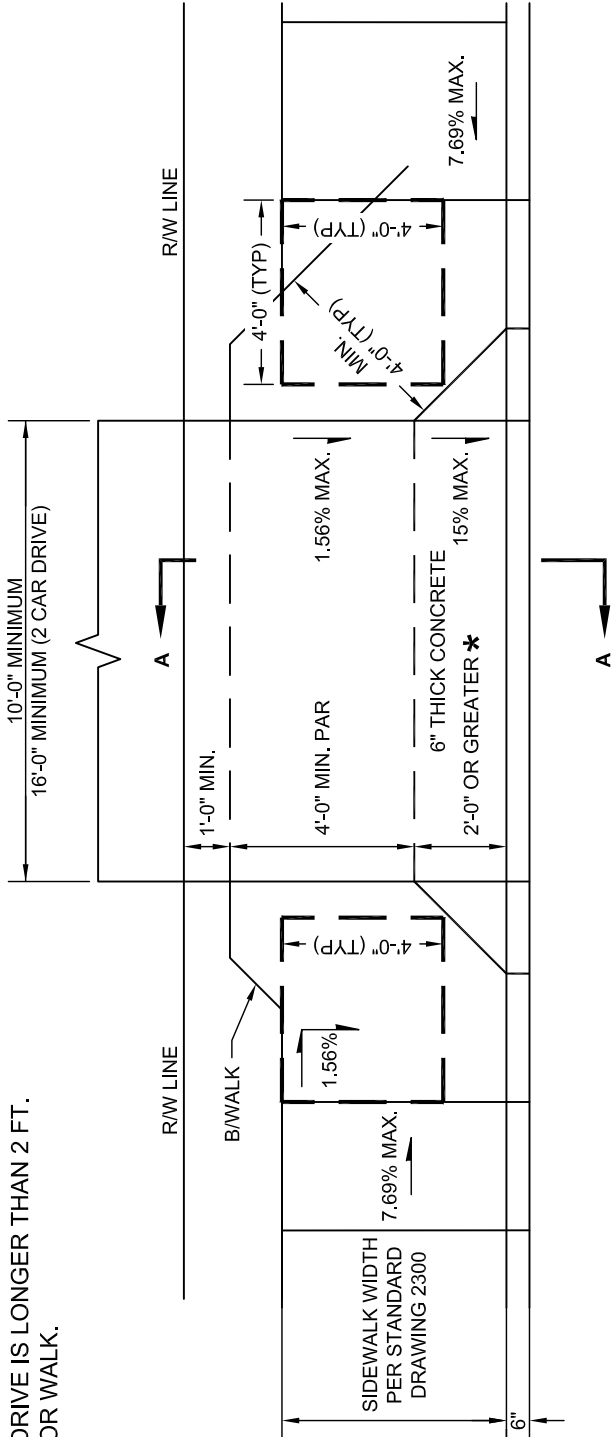 DRIVE IS LONGER THAN 2 FT.
OR WALK.
10'-0" MINIMUM
16'-0" MINIMUM (2 CAR DRIVE)
R/W LINE
R/W LINE
A
1'-0" MIN.
B/WALK
4'-0" (TYP)
4'-0" (TYP)
4'-0" (TYP)
4'-0" (TYP)
MIN.
1.56%
4'-0" MIN. PAR
1.56% MAX.
7.69% MAX.
7.69% MAX.
6" THICK CONCRETE
2'-0" OR GREATER *
15% MAX.
SIDEWALK WIDTH
PER STANDARD
DRAWING 2300
6"
A